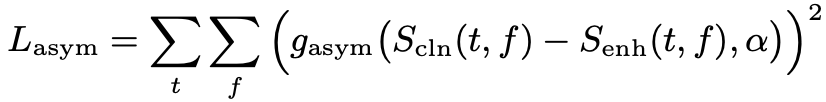 L_asym = ∑_t ∑_f ( g_asym ( S_cln(t, f) − S_enh(t, f), α ) )^2